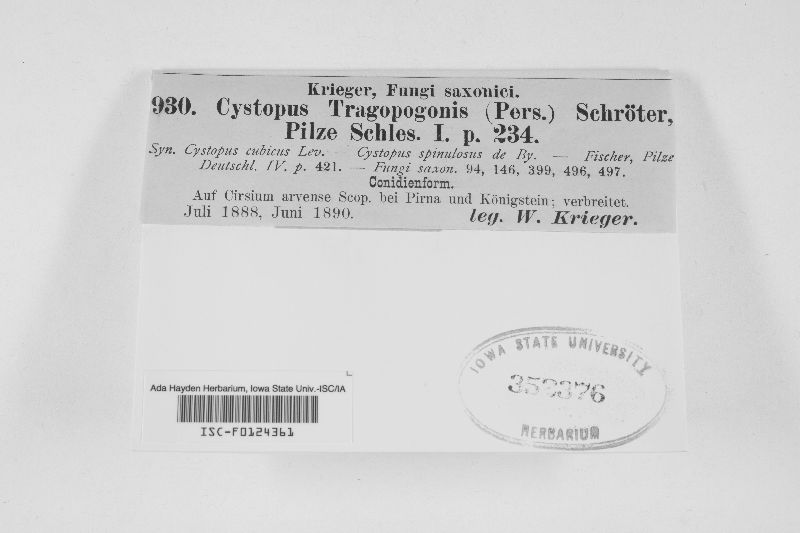 Krieger, Fungi saxonici.
930. Cystopus Tragopogonis (Pers.) Schröter,
Pilze Schles. I. p. 234.
Syn. Cystopus cubicus Lev. — Cystopus spinulosus de By. — Fischer, Pilze
Deutschl. IV. p. 421. — Fungi saxon. 94, 146, 399, 496, 497.
Conidienform.
Auf Cirsium arvense Scop. bei Pirna und Königstein; verbreitet.
Juli 1888, Juni 1890. leg. W. Krieger.
Ada Hayden Herbarium, Iowa State Univ.-ISC/IA
ISC-F0124361
IOWA STATE UNIVERSITY
HERBARIUM